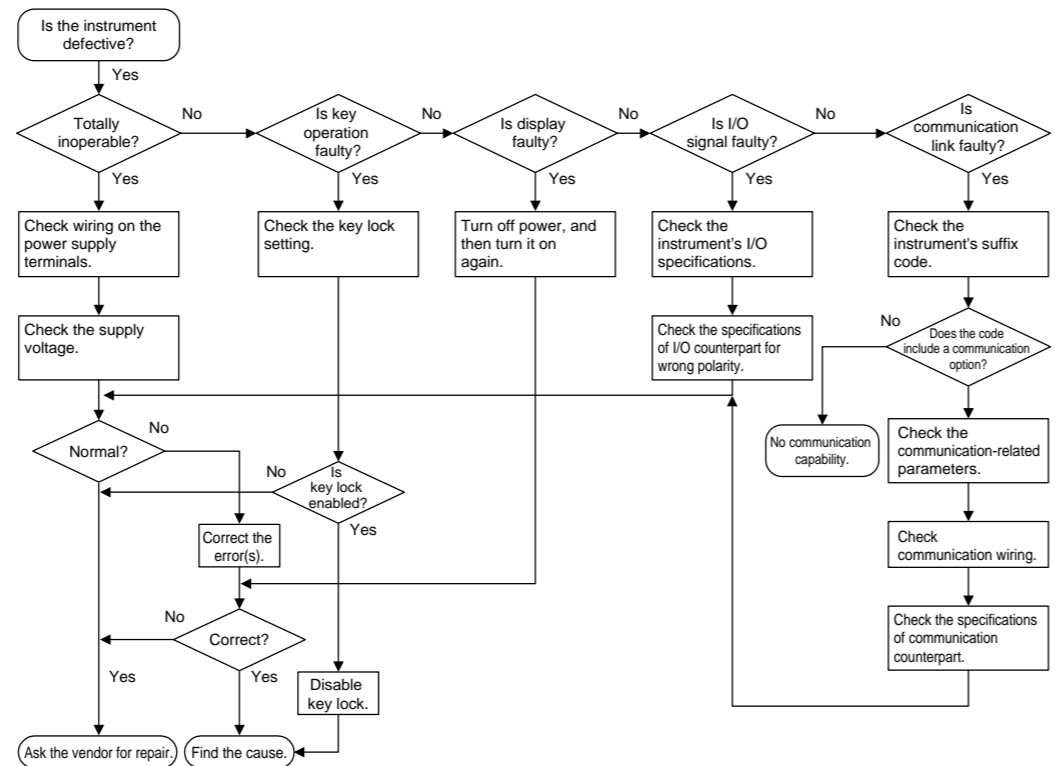 Is the instrument
defective?
Yes
Totally
inoperable?
No
Is key
operation
faulty?
No
Is display
faulty?
No
Is I/O
signal faulty?
No
Is
communication
link faulty?
Yes
Yes
Yes
Yes
Yes
Check wiring on the
power supply
terminals.
Check the key lock
setting.
Turn off power, and
then turn it on
again.
Check the
instrument's I/O
specifications.
Check the
instrument's suffix
code.
Check the supply
voltage.
Check the specifications
of I/O counterpart for
wrong polarity.
No
Does the code
include a communication
option?
Yes
No communication
capability.
Check the
communication-related
parameters.
Normal?
No
No
Is
key lock
enabled?
Yes
Correct the
error(s).
Check
communication wiring.
No
Correct?
Yes
Yes
Check the specifications
of communication
counterpart.
Disable
key lock.
Ask the vendor for repair.
Find the cause.